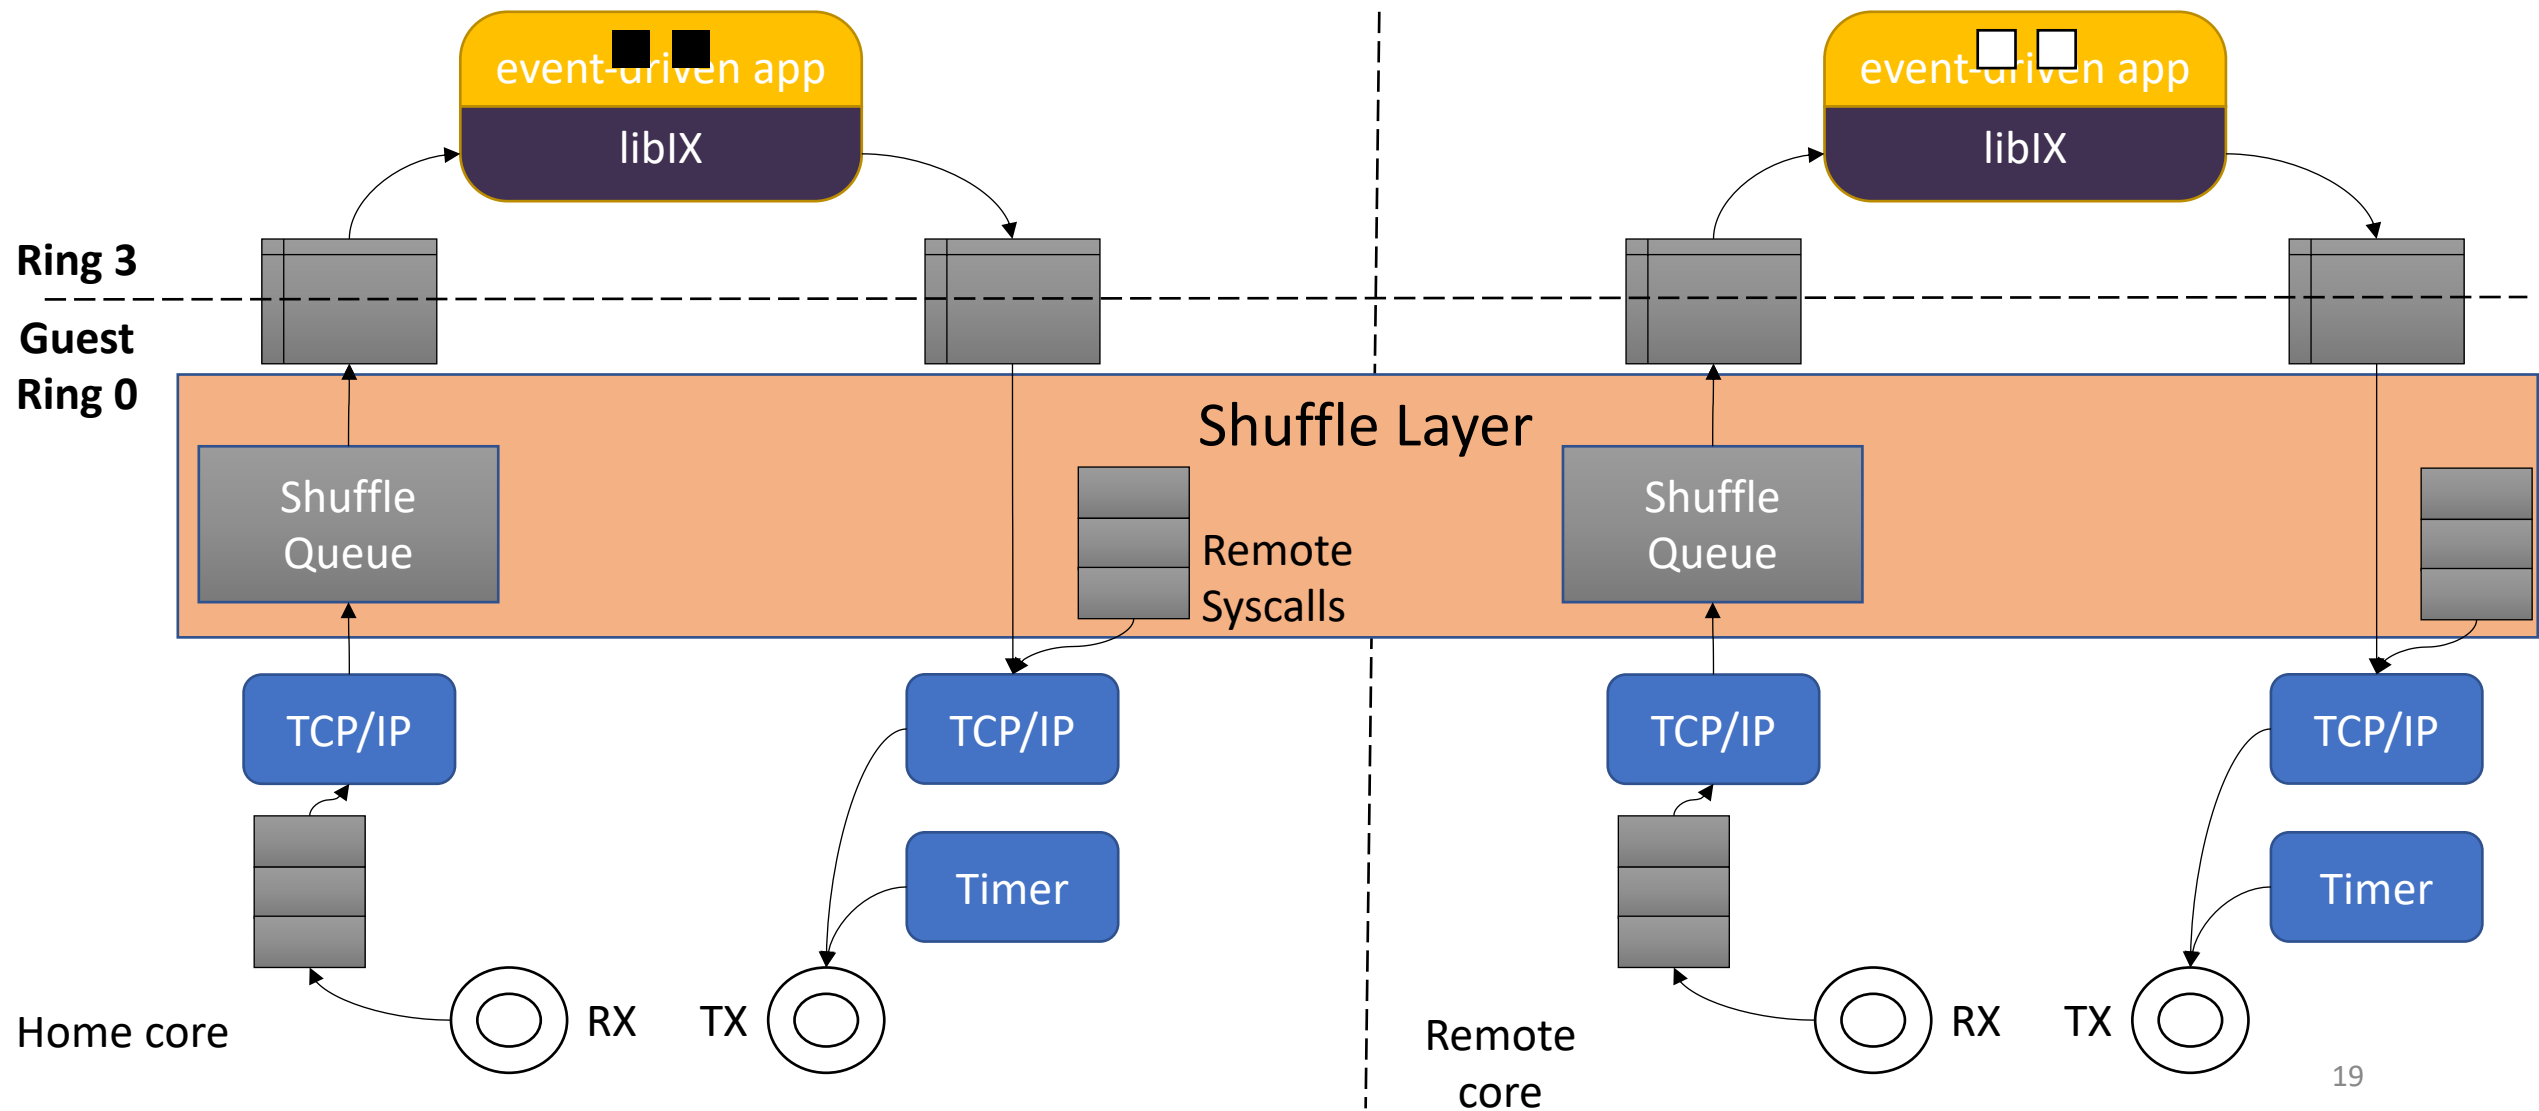 event-driven app
libIX
event-driven app
libIX
Ring 3
Guest
Ring 0
Shuffle Layer
Shuffle
Queue
Remote
Syscalls
Shuffle
Queue
TCP/IP
TCP/IP
TCP/IP
TCP/IP
Timer
Timer
Home core
RX
TX
Remote
core
RX
TX
19